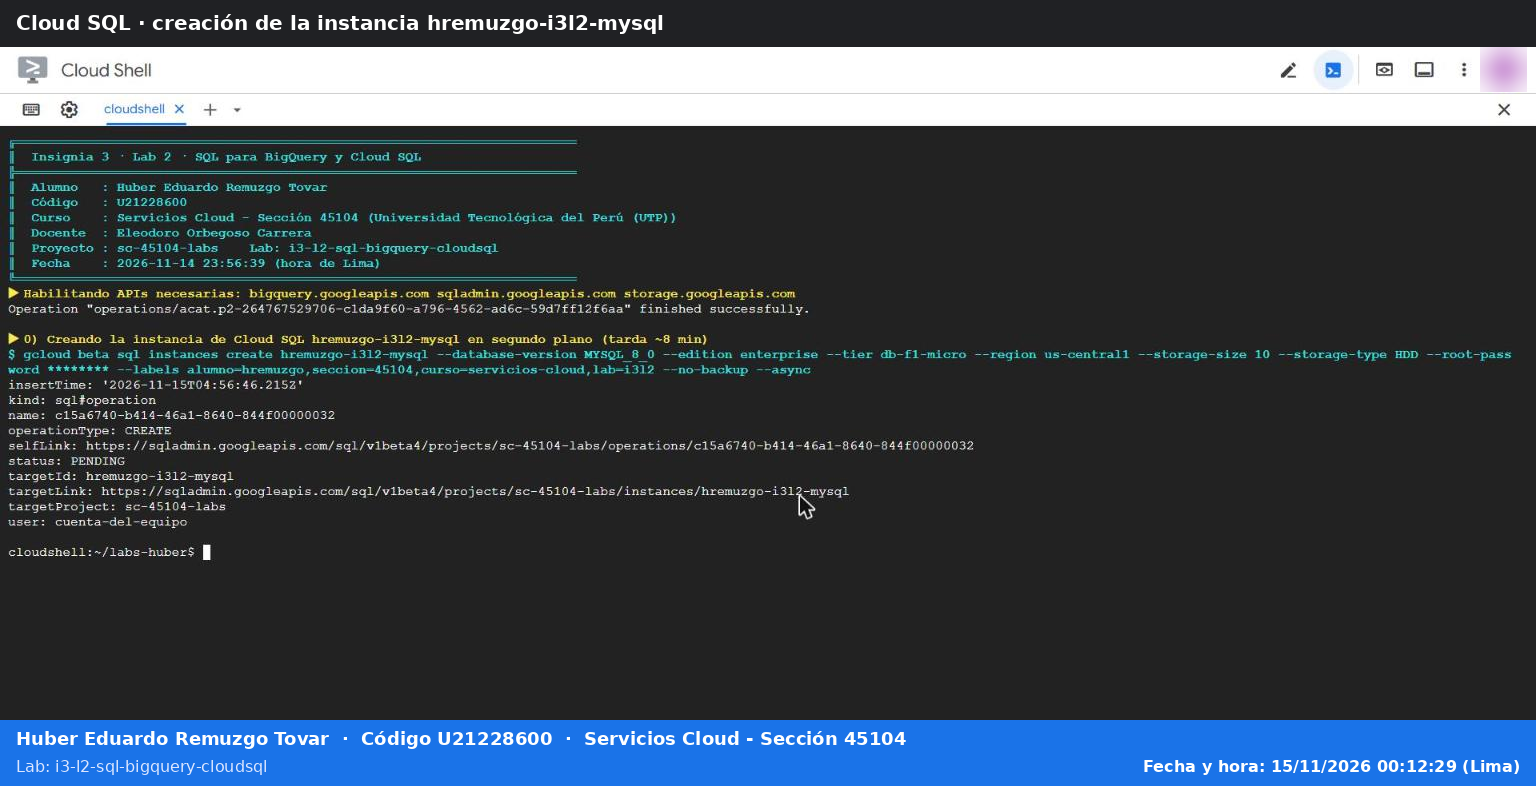 Cloud SQL · creación de la instancia hremuzgo-i3l2-mysql
Cloud Shell
cloudshell
Insignia 3 · Lab 2 · SQL para BigQuery y Cloud SQL
Alumno : Huber Eduardo Remuzgo Tovar
Código : U21228600
Curso : Servicios Cloud - Sección 45104 (Universidad Tecnológica del Perú (UTP))
Docente : Eleodoro Orbegoso Carrera
Proyecto : sc-45104-labs Lab: i3-l2-sql-bigquery-cloudsql
Fecha : 2026-11-14 23:56:39 (hora de Lima)
▶ Habilitando APIs necesarias: bigquery.googleapis.com sqladmin.googleapis.com storage.googleapis.com
Operation "operations/acat.p2-264767529706-c1da9f60-a796-4562-ad6c-59d7ff12f6aa" finished successfully.
▶ 0) Creando la instancia de Cloud SQL hremuzgo-i3l2-mysql en segundo plano (tarda ~8 min)
$ gcloud beta sql instances create hremuzgo-i3l2-mysql --database-version MYSQL_8_0 --edition enterprise --tier db-f1-micro --region us-central1 --storage-size 10 --storage-type HDD --root-pass
word ******** --labels alumno=hremuzgo,seccion=45104,curso=servicios-cloud,lab=i3l2 --no-backup --async
insertTime: '2026-11-15T04:56:46.215Z'
kind: sql#operation
name: c15a6740-b414-46a1-8640-844f00000032
operationType: CREATE
selfLink: https://sqladmin.googleapis.com/sql/v1beta4/projects/sc-45104-labs/operations/c15a6740-b414-46a1-8640-844f00000032
status: PENDING
targetId: hremuzgo-i3l2-mysql
targetLink: https://sqladmin.googleapis.com/sql/v1beta4/projects/sc-45104-labs/instances/hremuzgo-i3l2-mysql
targetProject: sc-45104-labs
user: cuenta-del-equipo
cloudshell:~/labs-huber$
Huber Eduardo Remuzgo Tovar · Código U21228600 · Servicios Cloud - Sección 45104
Lab: i3-l2-sql-bigquery-cloudsql
Fecha y hora: 15/11/2026 00:12:29 (Lima)